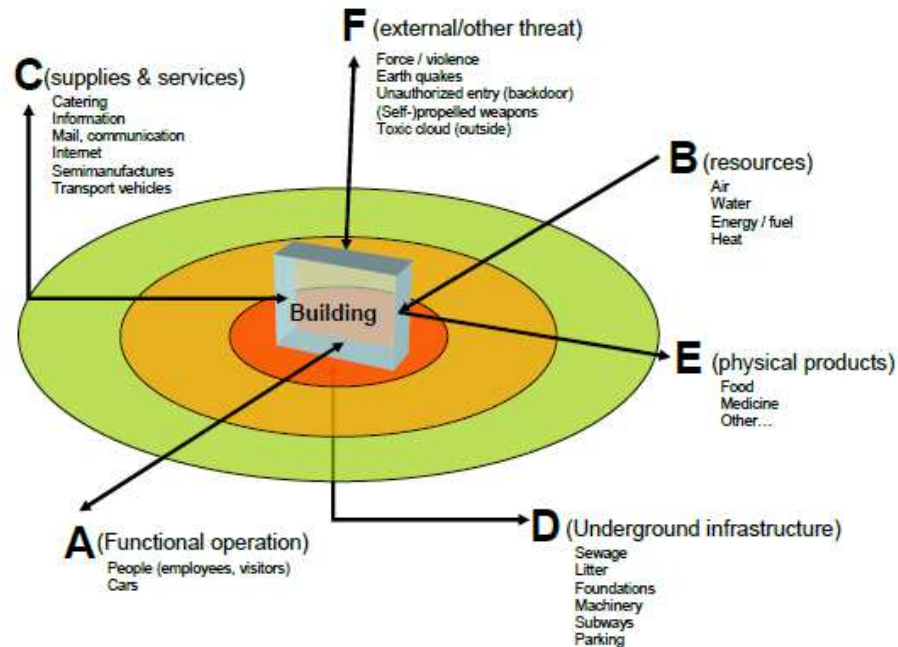 F (external/other threat)
Force / violence
Earth quakes
Unauthorized entry (backdoor)
(Self-)propelled weapons
Toxic cloud (outside)
C (supplies & services)
Catering
Information
Mail, communication
Internet
Semimanufactures
Transport vehicles
B (resources)
Air
Water
Energy / fuel
Heat
Building
E (physical products)
Food
Medicine
Other...
A (Functional operation)
People (employees, visitors)
Cars
D (Underground infrastructure)
Sewage
Litter
Foundations
Machinery
Subways
Parking